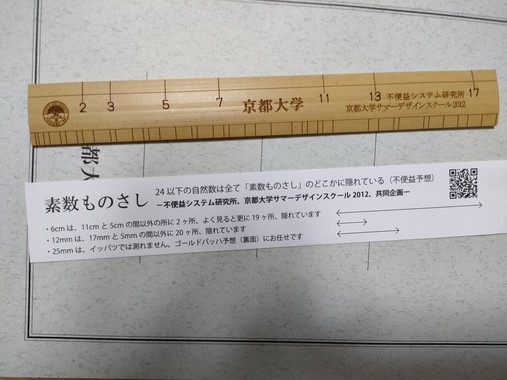 2 3 5 7 京都大学 11 13 不便益システム研究所 17
京都大学サマーデザインスクール2012
都大
素数ものさし
24 以下の自然数は全て「素数ものさし」のどこかに隠れている（不便益予想）
－不便益システム研究所、京都大学サマーデザインスクール 2012、共同企画－
・6cm は、11cm と 5cm の間以外の所に 2 ヶ所、よく見ると更に 19 ヶ所、隠れています
・12mm は、17mm と 5mm の間以外に 20 ヶ所、隠れています
・25mm は、イッパツでは測れません。ゴールドバッハ予想（裏面）にお任せです